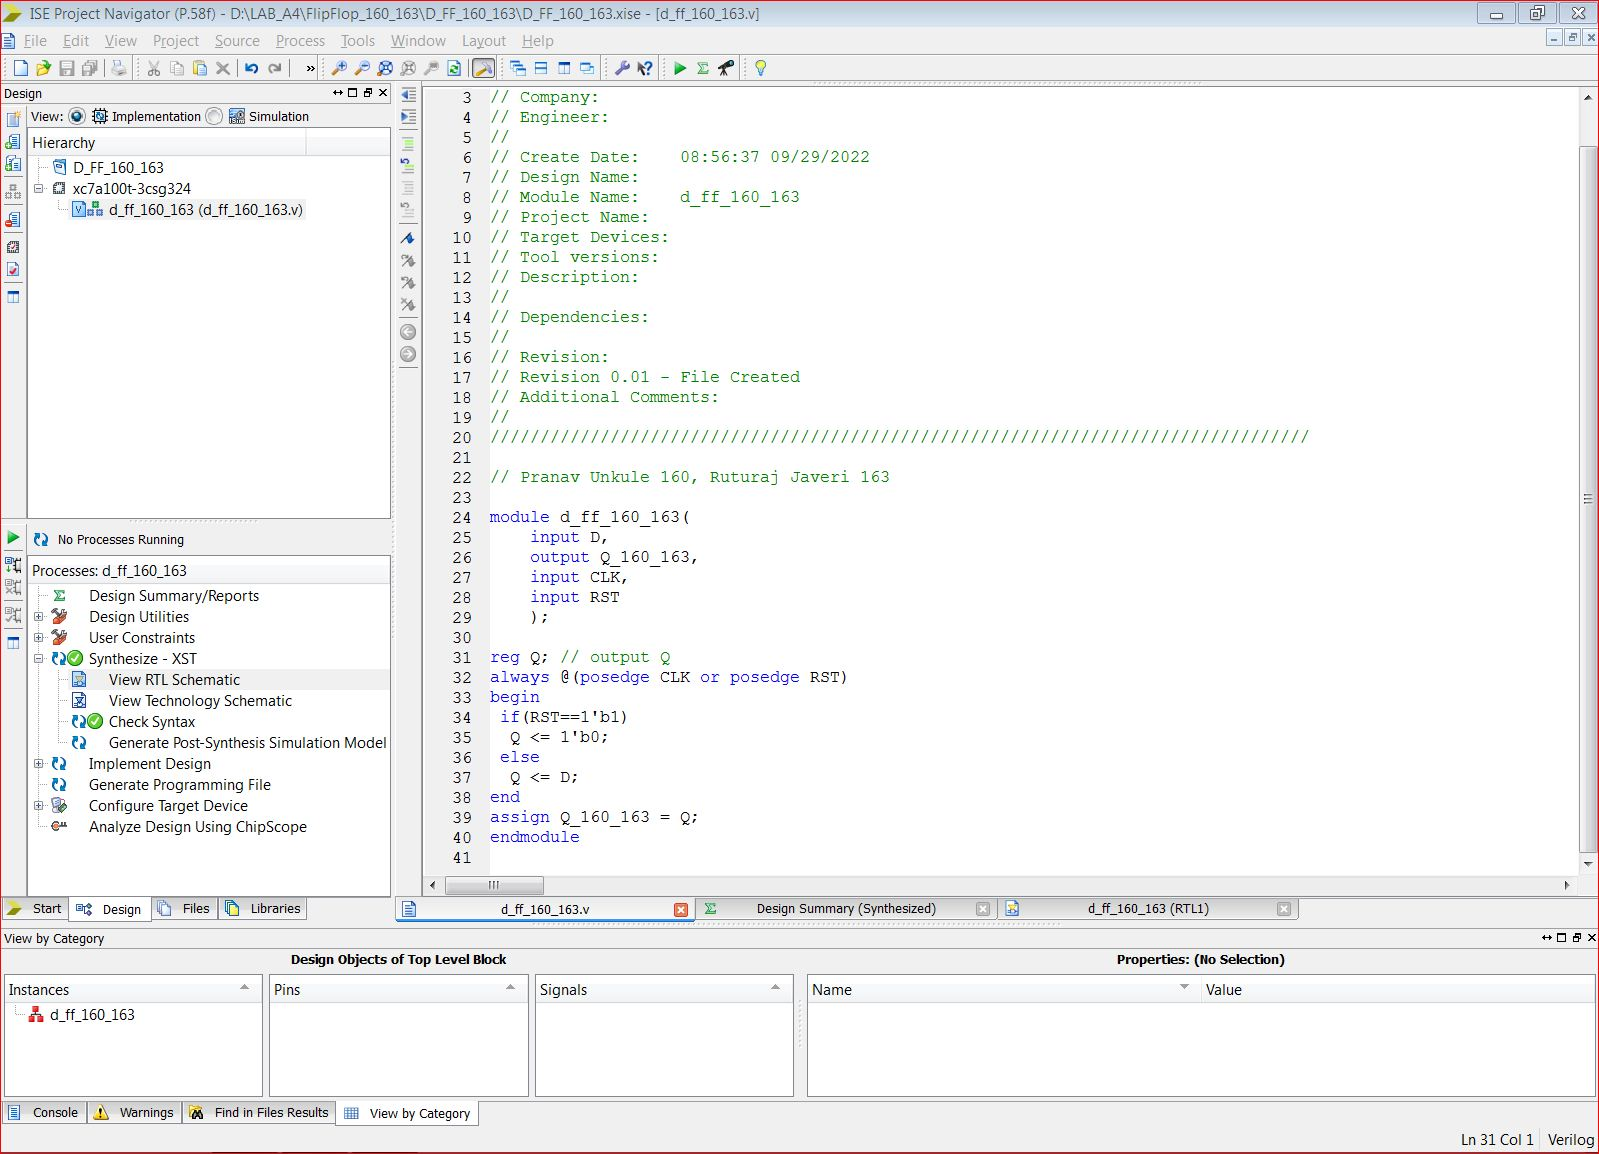 ISE Project Navigator (P.58f) - D:\LAB_A4\FlipFlop_160_163\D_FF_160_163\D_FF_160_163.xise - [d_ff_160_163.v]
File Edit View Project Source Process Tools Window Layout Help
»
Design
View: Implementation Simulation
Hierarchy
D_FF_160_163
xc7a100t-3csg324
d_ff_160_163 (d_ff_160_163.v)
No Processes Running
Processes: d_ff_160_163
Design Summary/Reports
Design Utilities
User Constraints
Synthesize - XST
View RTL Schematic
View Technology Schematic
Check Syntax
Generate Post-Synthesis Simulation Model
Implement Design
Generate Programming File
Configure Target Device
Analyze Design Using ChipScope
Start Design Files Libraries
3 // Company:
4 // Engineer:
5 //
6 // Create Date:    08:56:37 09/29/2022
7 // Design Name:
8 // Module Name:    d_ff_160_163
9 // Project Name:
10 // Target Devices:
11 // Tool versions:
12 // Description:
13 //
14 // Dependencies:
15 //
16 // Revision:
17 // Revision 0.01 - File Created
18 // Additional Comments:
19 //
20 //////////////////////////////////////////////////////////////////////////////////
21
22 // Pranav Unkule 160, Ruturaj Javeri 163
23
24 module d_ff_160_163(
25     input D,
26     output Q_160_163,
27     input CLK,
28     input RST
29     );
30
31 reg Q; // output Q
32 always @(posedge CLK or posedge RST)
33 begin
34  if(RST==1'b1)
35   Q <= 1'b0;
36  else
37   Q <= D;
38 end
39 assign Q_160_163 = Q;
40 endmodule
41
d_ff_160_163.v Design Summary (Synthesized) d_ff_160_163 (RTL1)
View by Category
Design Objects of Top Level Block Properties: (No Selection)
Instances Pins Signals Name Value
d_ff_160_163
Console Warnings Find in Files Results View by Category
Ln 31 Col 1 Verilog